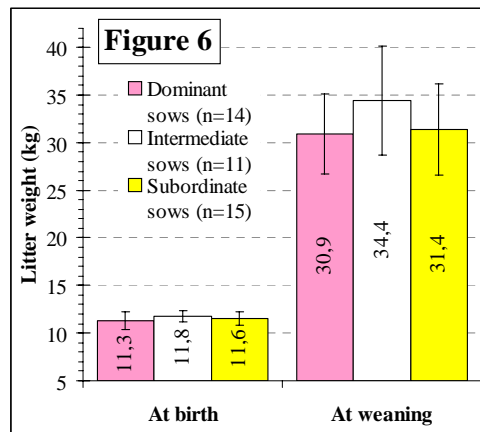 Figure 6
Litter weight (kg)
40
35
30
25
20
15
10
5
Dominant
sows (n=14)
Intermediate
sows (n=11)
Subordinate
sows (n=15)
11,3
11,8
11,6
30,9
34,4
31,4
At birth
At weaning